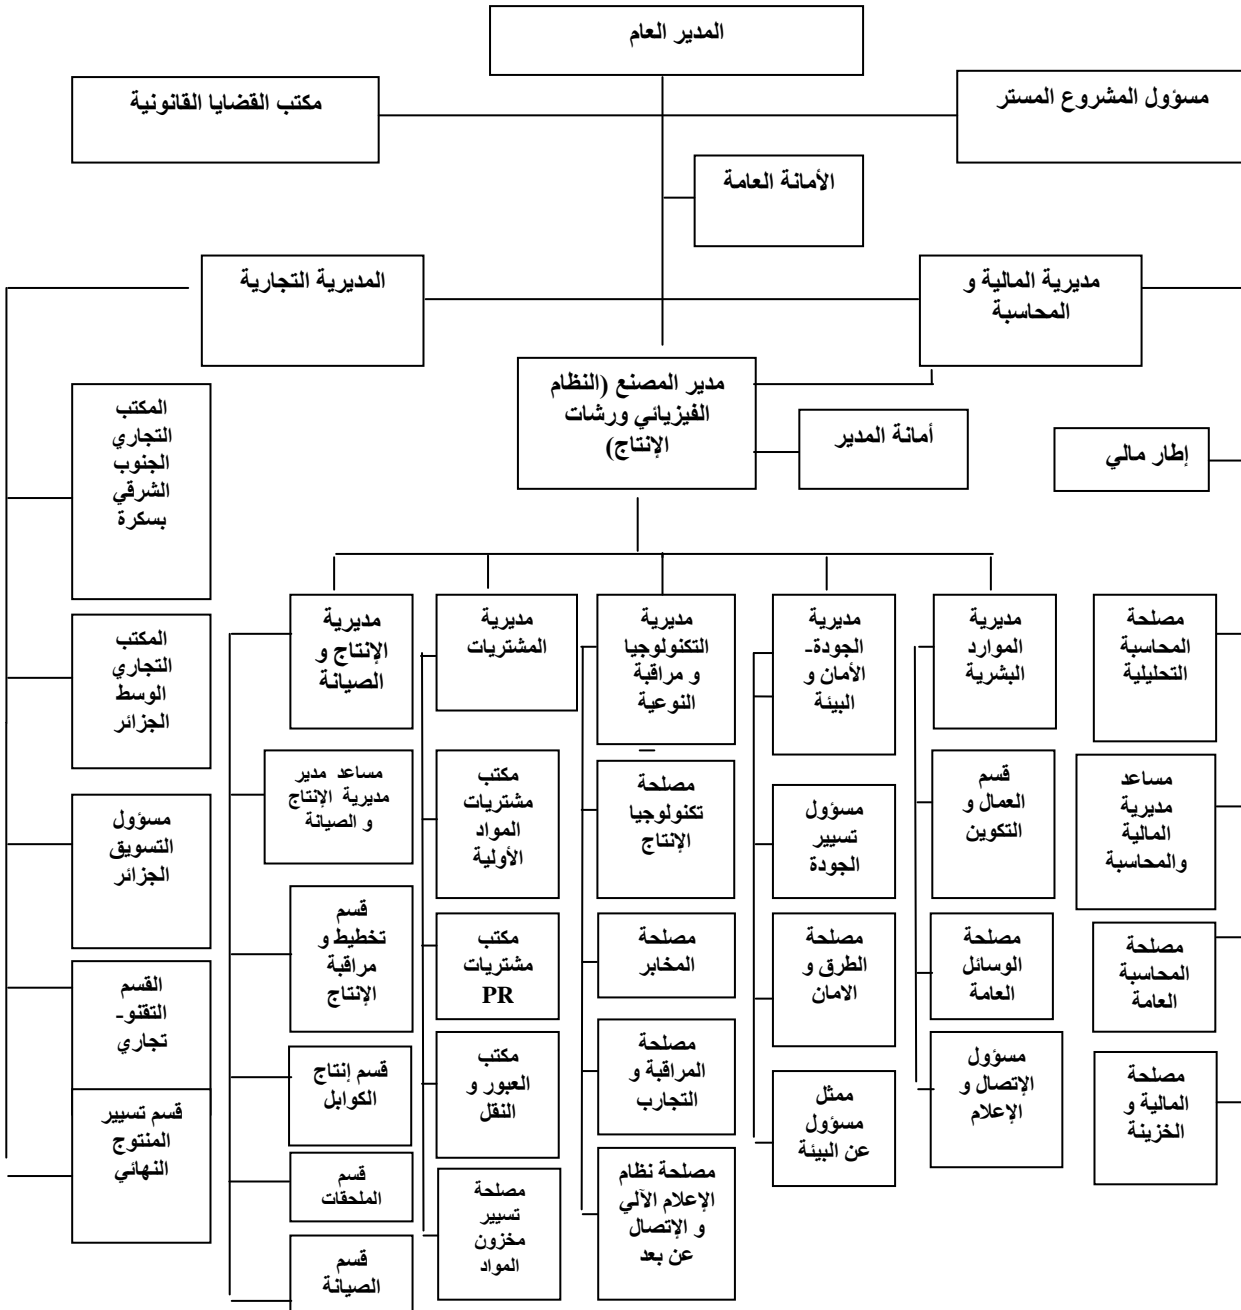 المدير العام
مسؤول المشروع المستر
مكتب القضايا القانونية
الأمانة العامة
مديرية المالية و
المحاسبة
المديرية التجارية
مدير المصنع (النظام
الفيزيائي ورشات
الإنتاج)
أمانة المدير
إطار مالي
مصلحة
المحاسبة
التحليلية
مساعد
مديرية
المالية
والمحاسبة
مصلحة
المحاسبة
العامة
مصلحة
المالية و
الخزينة
مديرية
الموارد
البشرية
قسم
العمال و
التكوين
مصلحة
الوسائل
العامة
مسؤول
الإتصال و
الإعلام
مديرية
الجودة-
الأمان و
البيئة
مسؤول
تسيير
الجودة
مصلحة
الطرق و
الامان
ممثل
مسؤول
عن البيئة
مديرية
التكنولوجيا
و مراقبة
النوعية
مصلحة
تكنولوجيا
الإنتاج
مصلحة
المخابر
مصلحة
المراقبة و
التجارب
مصلحة نظام
الإعلام الآلي
و الإتصال
عن بعد
مديرية
المشتريات
مكتب
مشتريات
المواد
الأولية
مكتب
مشتريات
PR
مكتب
العبور و
النقل
مصلحة
تسيير
مخزون
المواد
مديرية
الإنتاج و
الصيانة
مساعد مدير
مديرية الإنتاج
و الصيانة
قسم
تخطيط و
مراقبة
الإنتاج
قسم إنتاج
الكوابل
قسم
الملحقات
قسم
الصيانة
المكتب
التجاري
الجنوب
الشرقي
بسكرة
المكتب
التجاري
الوسط
الجزائر
مسؤول
التسويق
الجزائر
القسم
التقنو-
تجاري
قسم تسيير
المنتوج
النهائي